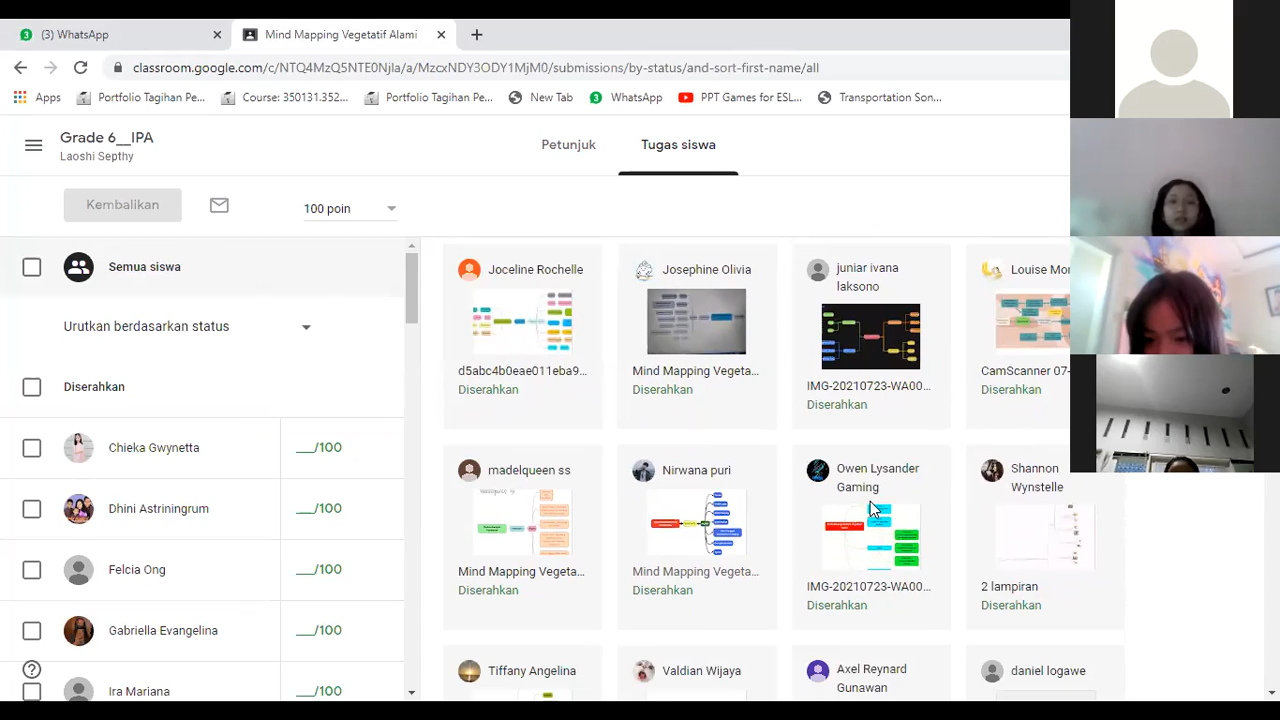 (3) WhatsApp
Mind Mapping Vegetatif Alami
classroom.google.com/c/NTQ4MzQ5NTE0NjIa/a/MzcxNDY3ODY1MjM0/submissions/by-status/and-sort-first-name/all
Apps Portfolio Tagihan Pe... Course: 350131.352... Portfolio Tagihan Pe... New Tab WhatsApp PPT Games for ESL... Transportation Son...
Grade 6__IPA
Laoshi Septhy
Petunjuk
Tugas siswa
Kembalikan
100 poin
Semua siswa
Urutkan berdasarkan status
Diserahkan
Chieka Gwynetta __/100
Dhini Astriningrum __/100
Felcia Ong __/100
Gabriella Evangelina __/100
Ira Mariana __/100
Joceline Rochelle
d5abc4b0eae011eba9...
Diserahkan
Josephine Olivia
Mind Mapping Vegeta...
Diserahkan
juniar ivana
laksono
IMG-20210723-WA00...
Diserahkan
Louise Mor
CamScanner 07-
Diserahkan
madelqueen ss
Mind Mapping Vegeta...
Diserahkan
Nirwana puri
Mind Mapping Vegeta...
Diserahkan
Owen Lysander
Gaming
IMG-20210723-WA00...
Diserahkan
Shannon
Wynstelle
2 lampiran
Diserahkan
Tiffany Angelina
Valdian Wijaya
Axel Reynard
Gunawan
daniel logawe